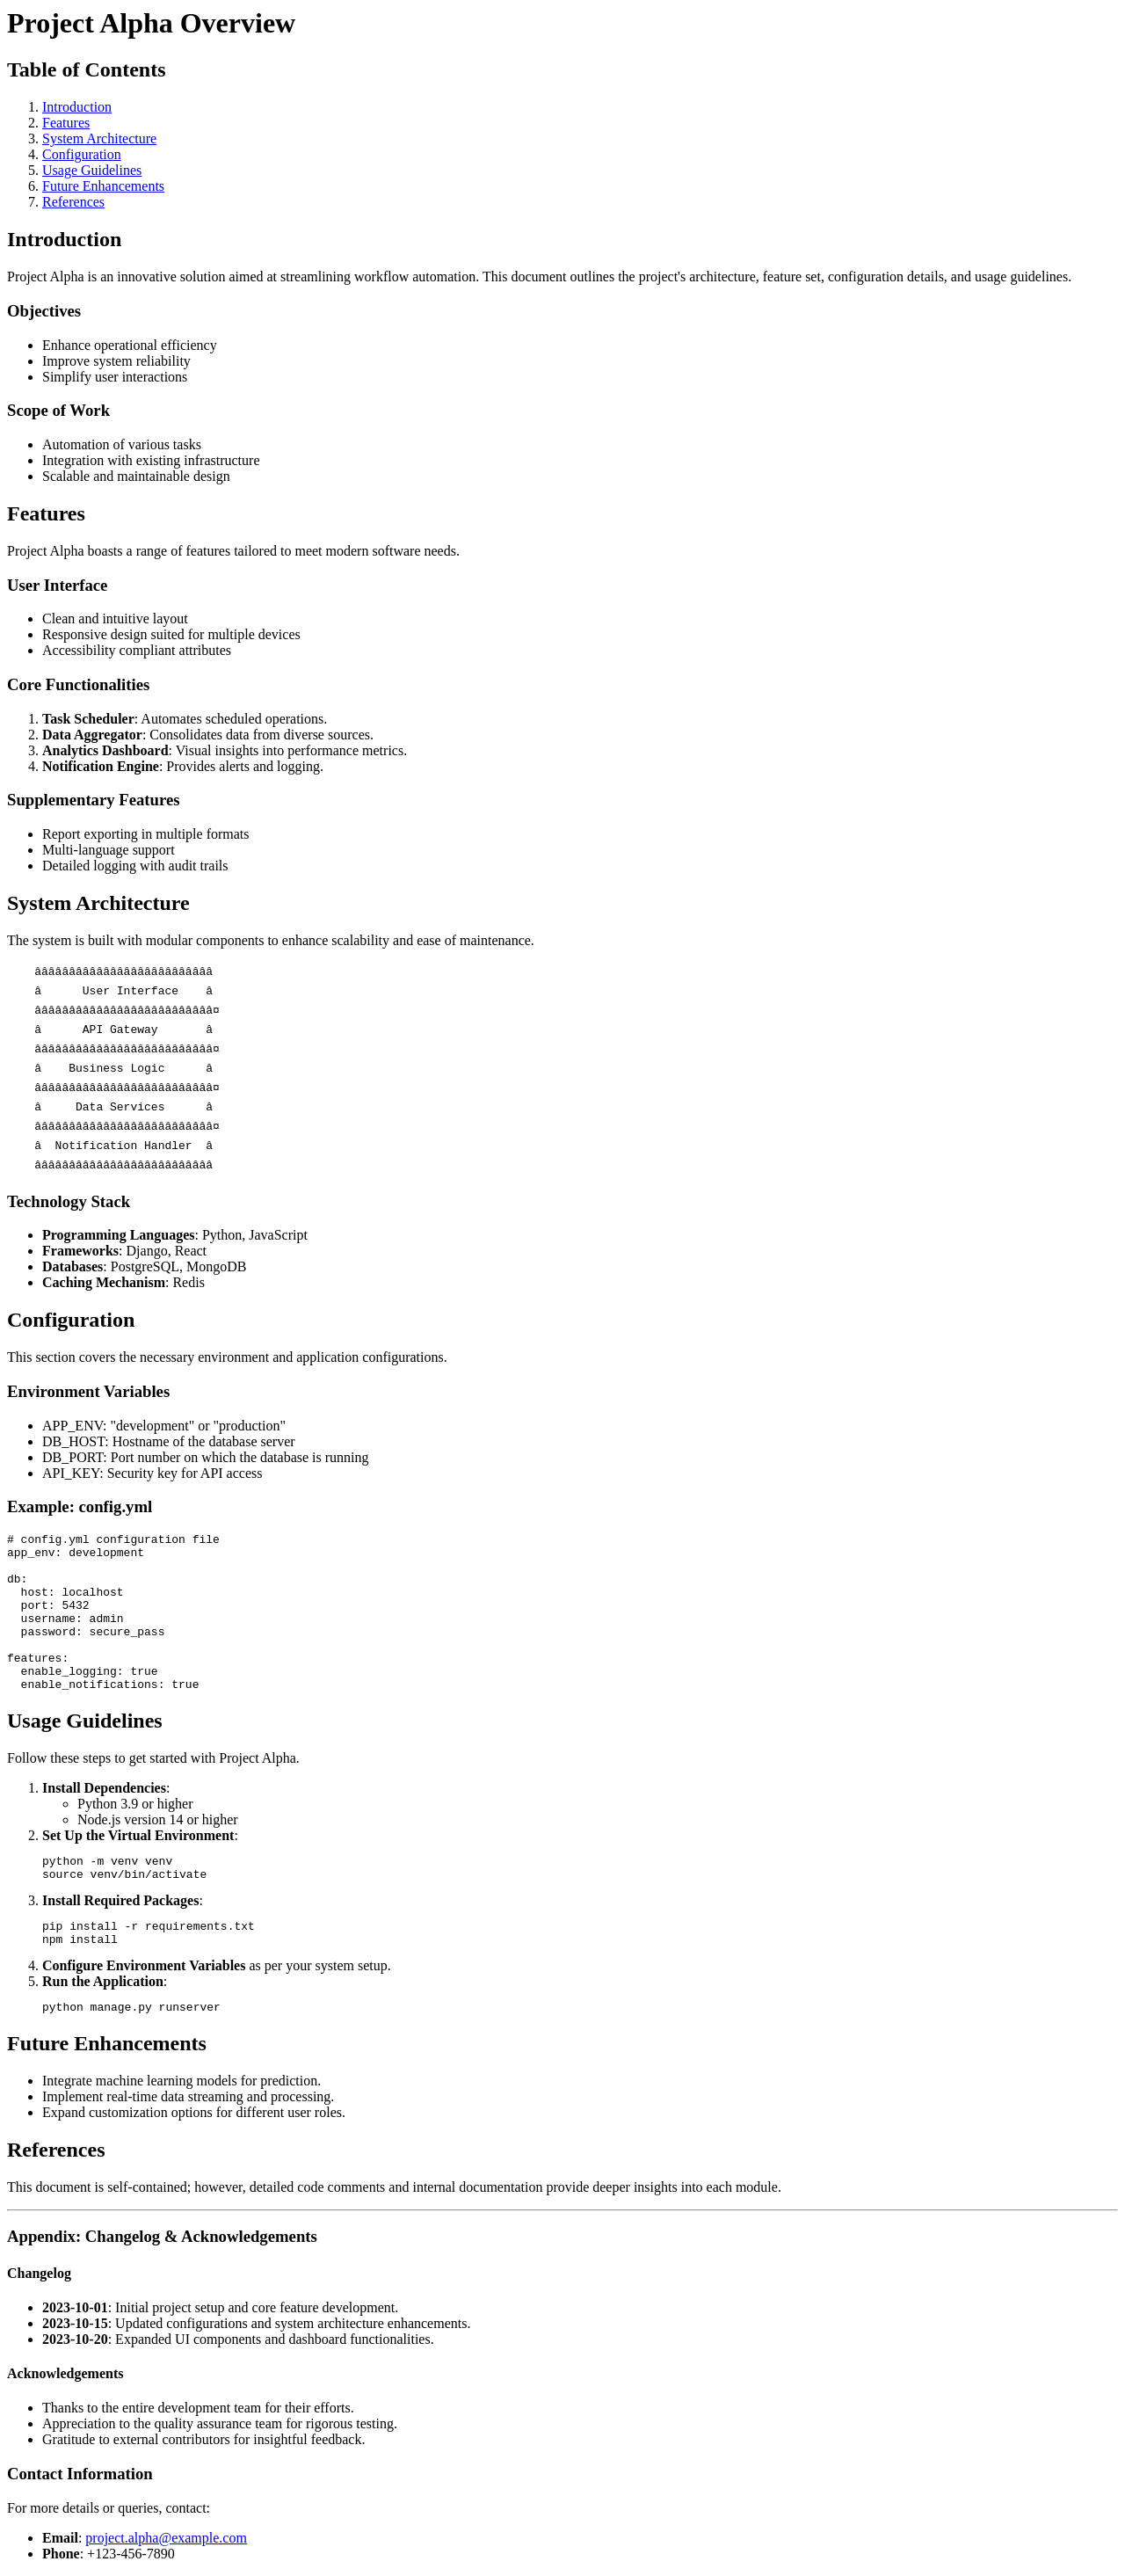 Project Alpha Overview
Table of Contents
1. Introduction
2. Features
3. System Architecture
4. Configuration
5. Usage Guidelines
6. Future Enhancements
7. References
Introduction
Project Alpha is an innovative solution aimed at streamlining workflow automation. This document outlines the project's architecture, feature set, configuration details, and usage guidelines.
Objectives
• Enhance operational efficiency
• Improve system reliability
• Simplify user interactions
Scope of Work
• Automation of various tasks
• Integration with existing infrastructure
• Scalable and maintainable design
Features
Project Alpha boasts a range of features tailored to meet modern software needs.
User Interface
• Clean and intuitive layout
• Responsive design suited for multiple devices
• Accessibility compliant attributes
Core Functionalities
1. Task Scheduler: Automates scheduled operations.
2. Data Aggregator: Consolidates data from diverse sources.
3. Analytics Dashboard: Visual insights into performance metrics.
4. Notification Engine: Provides alerts and logging.
Supplementary Features
• Report exporting in multiple formats
• Multi-language support
• Detailed logging with audit trails
System Architecture
The system is built with modular components to enhance scalability and ease of maintenance.
ââââââââââââââââââââââââââ
â      User Interface    â
ââââââââââââââââââââââââââ¤
â      API Gateway       â
ââââââââââââââââââââââââââ¤
â    Business Logic      â
ââââââââââââââââââââââââââ¤
â     Data Services      â
ââââââââââââââââââââââââââ¤
â  Notification Handler  â
ââââââââââââââââââââââââââ
Technology Stack
• Programming Languages: Python, JavaScript
• Frameworks: Django, React
• Databases: PostgreSQL, MongoDB
• Caching Mechanism: Redis
Configuration
This section covers the necessary environment and application configurations.
Environment Variables
• APP_ENV: "development" or "production"
• DB_HOST: Hostname of the database server
• DB_PORT: Port number on which the database is running
• API_KEY: Security key for API access
Example: config.yml
# config.yml configuration file
app_env: development
db:
  host: localhost
  port: 5432
  username: admin
  password: secure_pass
features:
  enable_logging: true
  enable_notifications: true
Usage Guidelines
Follow these steps to get started with Project Alpha.
1. Install Dependencies:
○ Python 3.9 or higher
○ Node.js version 14 or higher
2. Set Up the Virtual Environment:
python -m venv venv
source venv/bin/activate
3. Install Required Packages:
pip install -r requirements.txt
npm install
4. Configure Environment Variables as per your system setup.
5. Run the Application:
python manage.py runserver
Future Enhancements
• Integrate machine learning models for prediction.
• Implement real-time data streaming and processing.
• Expand customization options for different user roles.
References
This document is self-contained; however, detailed code comments and internal documentation provide deeper insights into each module.
Appendix: Changelog & Acknowledgements
Changelog
• 2023-10-01: Initial project setup and core feature development.
• 2023-10-15: Updated configurations and system architecture enhancements.
• 2023-10-20: Expanded UI components and dashboard functionalities.
Acknowledgements
• Thanks to the entire development team for their efforts.
• Appreciation to the quality assurance team for rigorous testing.
• Gratitude to external contributors for insightful feedback.
Contact Information
For more details or queries, contact:
• Email: project.alpha@example.com
• Phone: +123-456-7890